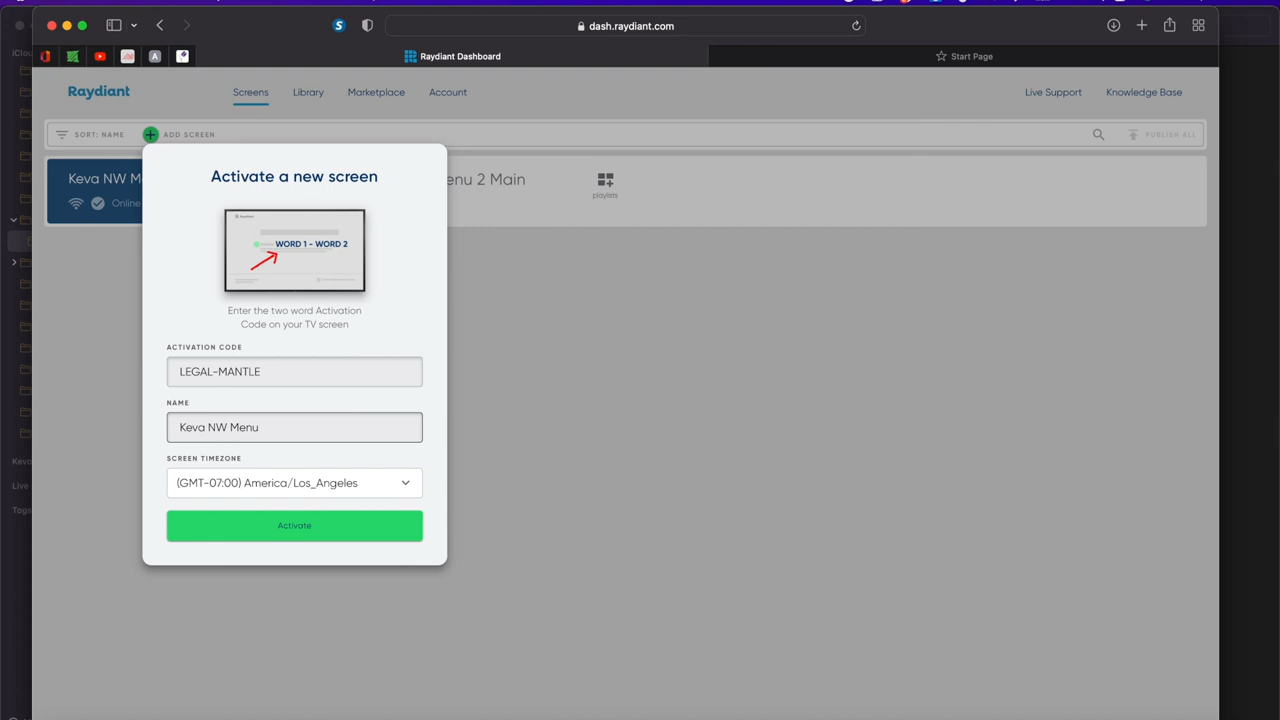 dash.raydiant.com
Raydiant Dashboard
Start Page
A
S
iClou
Raydiant
Screens
Library
Marketplace
Account
Live Support
Knowledge Base
SORT: NAME
ADD SCREEN
PUBLISH ALL
Keva NW M
enu 2 Main
playlists
Online
Activate a new screen
WORD 1 - WORD 2
Enter the two word Activation
Code on your TV screen
ACTIVATION CODE
LEGAL-MANTLE
NAME
Keva NW Menu
SCREEN TIMEZONE
(GMT-07:00) America/Los_Angeles
Activate
Live
Tags